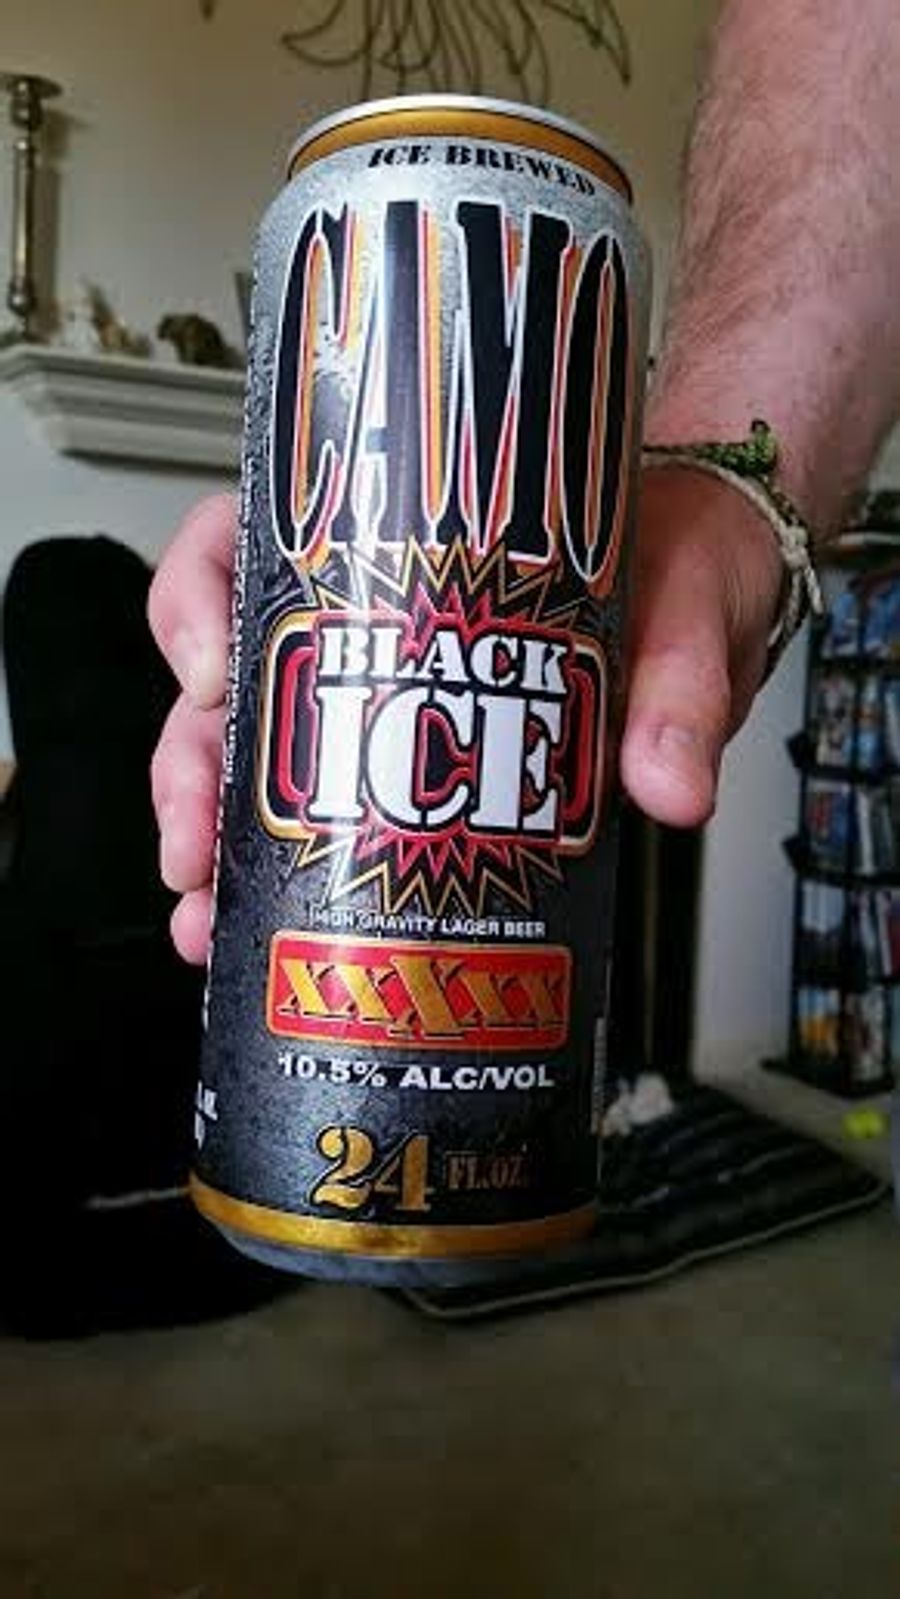 ICE BREWED
CAMO
BLACK
ICE
HIGH GRAVITY LAGER BEER
XXXXXX
10.5% ALC/VOL
24 FL.OZ.